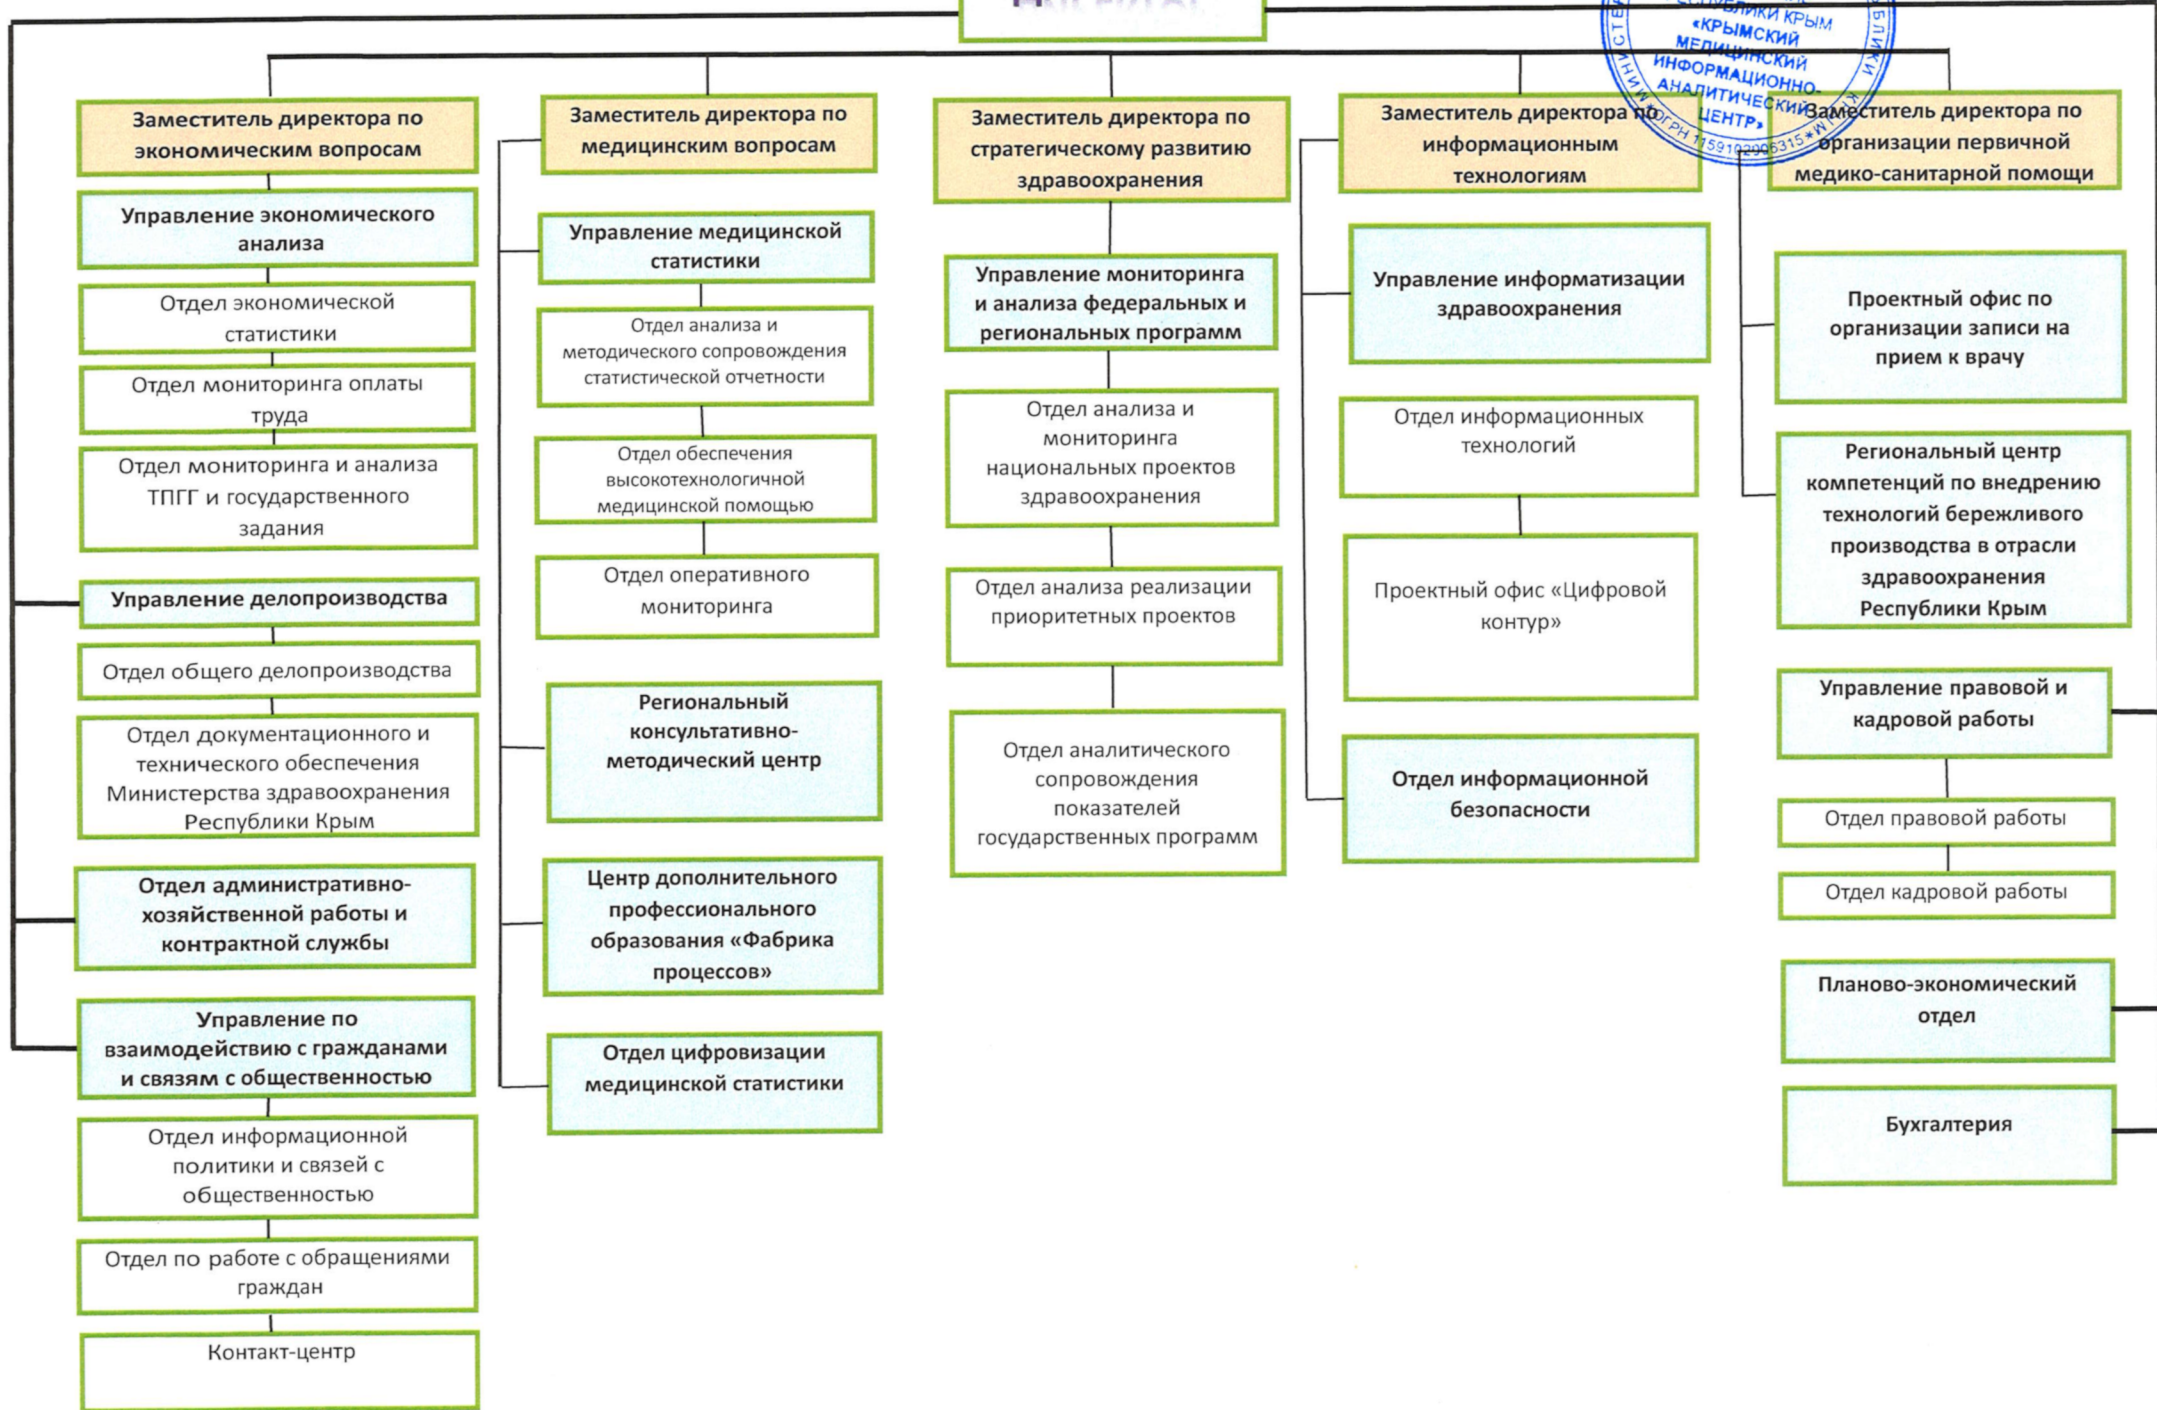 РЕСПУБЛИКИ КРЫМ
«КРЫМСКИЙ
МЕДИЦИНСКИЙ
ИНФОРМАЦИОННО-
АНАЛИТИЧЕСКИЙ
ЦЕНТР»
Заместитель директора по
экономическим вопросам
Управление экономического
анализа
Отдел экономической
статистики
Отдел мониторинга оплаты
труда
Отдел мониторинга и анализа
ТПГГ и государственного
задания
Управление делопроизводства
Отдел общего делопроизводства
Отдел документационного и
технического обеспечения
Министерства здравоохранения
Республики Крым
Отдел административно-
хозяйственной работы и
контрактной службы
Управление по
взаимодействию с гражданами
и связям с общественностью
Отдел информационной
политики и связей с
общественностью
Отдел по работе с обращениями
граждан
Контакт-центр
Заместитель директора по
медицинским вопросам
Управление медицинской
статистики
Отдел анализа и
методического сопровождения
статистической отчетности
Отдел обеспечения
высокотехнологичной
медицинской помощью
Отдел оперативного
мониторинга
Региональный
консультативно-
методический центр
Центр дополнительного
профессионального
образования «Фабрика
процессов»
Отдел цифровизации
медицинской статистики
Заместитель директора по
стратегическому развитию
здравоохранения
Управление мониторинга
и анализа федеральных и
региональных программ
Отдел анализа и
мониторинга
национальных проектов
здравоохранения
Отдел анализа реализации
приоритетных проектов
Отдел аналитического
сопровождения
показателей
государственных программ
Заместитель директора по
информационным
технологиям
Управление информатизации
здравоохранения
Отдел информационных
технологий
Проектный офис «Цифровой
контур»
Отдел информационной
безопасности
Заместитель директора по
организации первичной
медико-санитарной помощи
Проектный офис по
организации записи на
прием к врачу
Региональный центр
компетенций по внедрению
технологий бережливого
производства в отрасли
здравоохранения
Республики Крым
Управление правовой и
кадровой работы
Отдел правовой работы
Отдел кадровой работы
Планово-экономический
отдел
Бухгалтерия